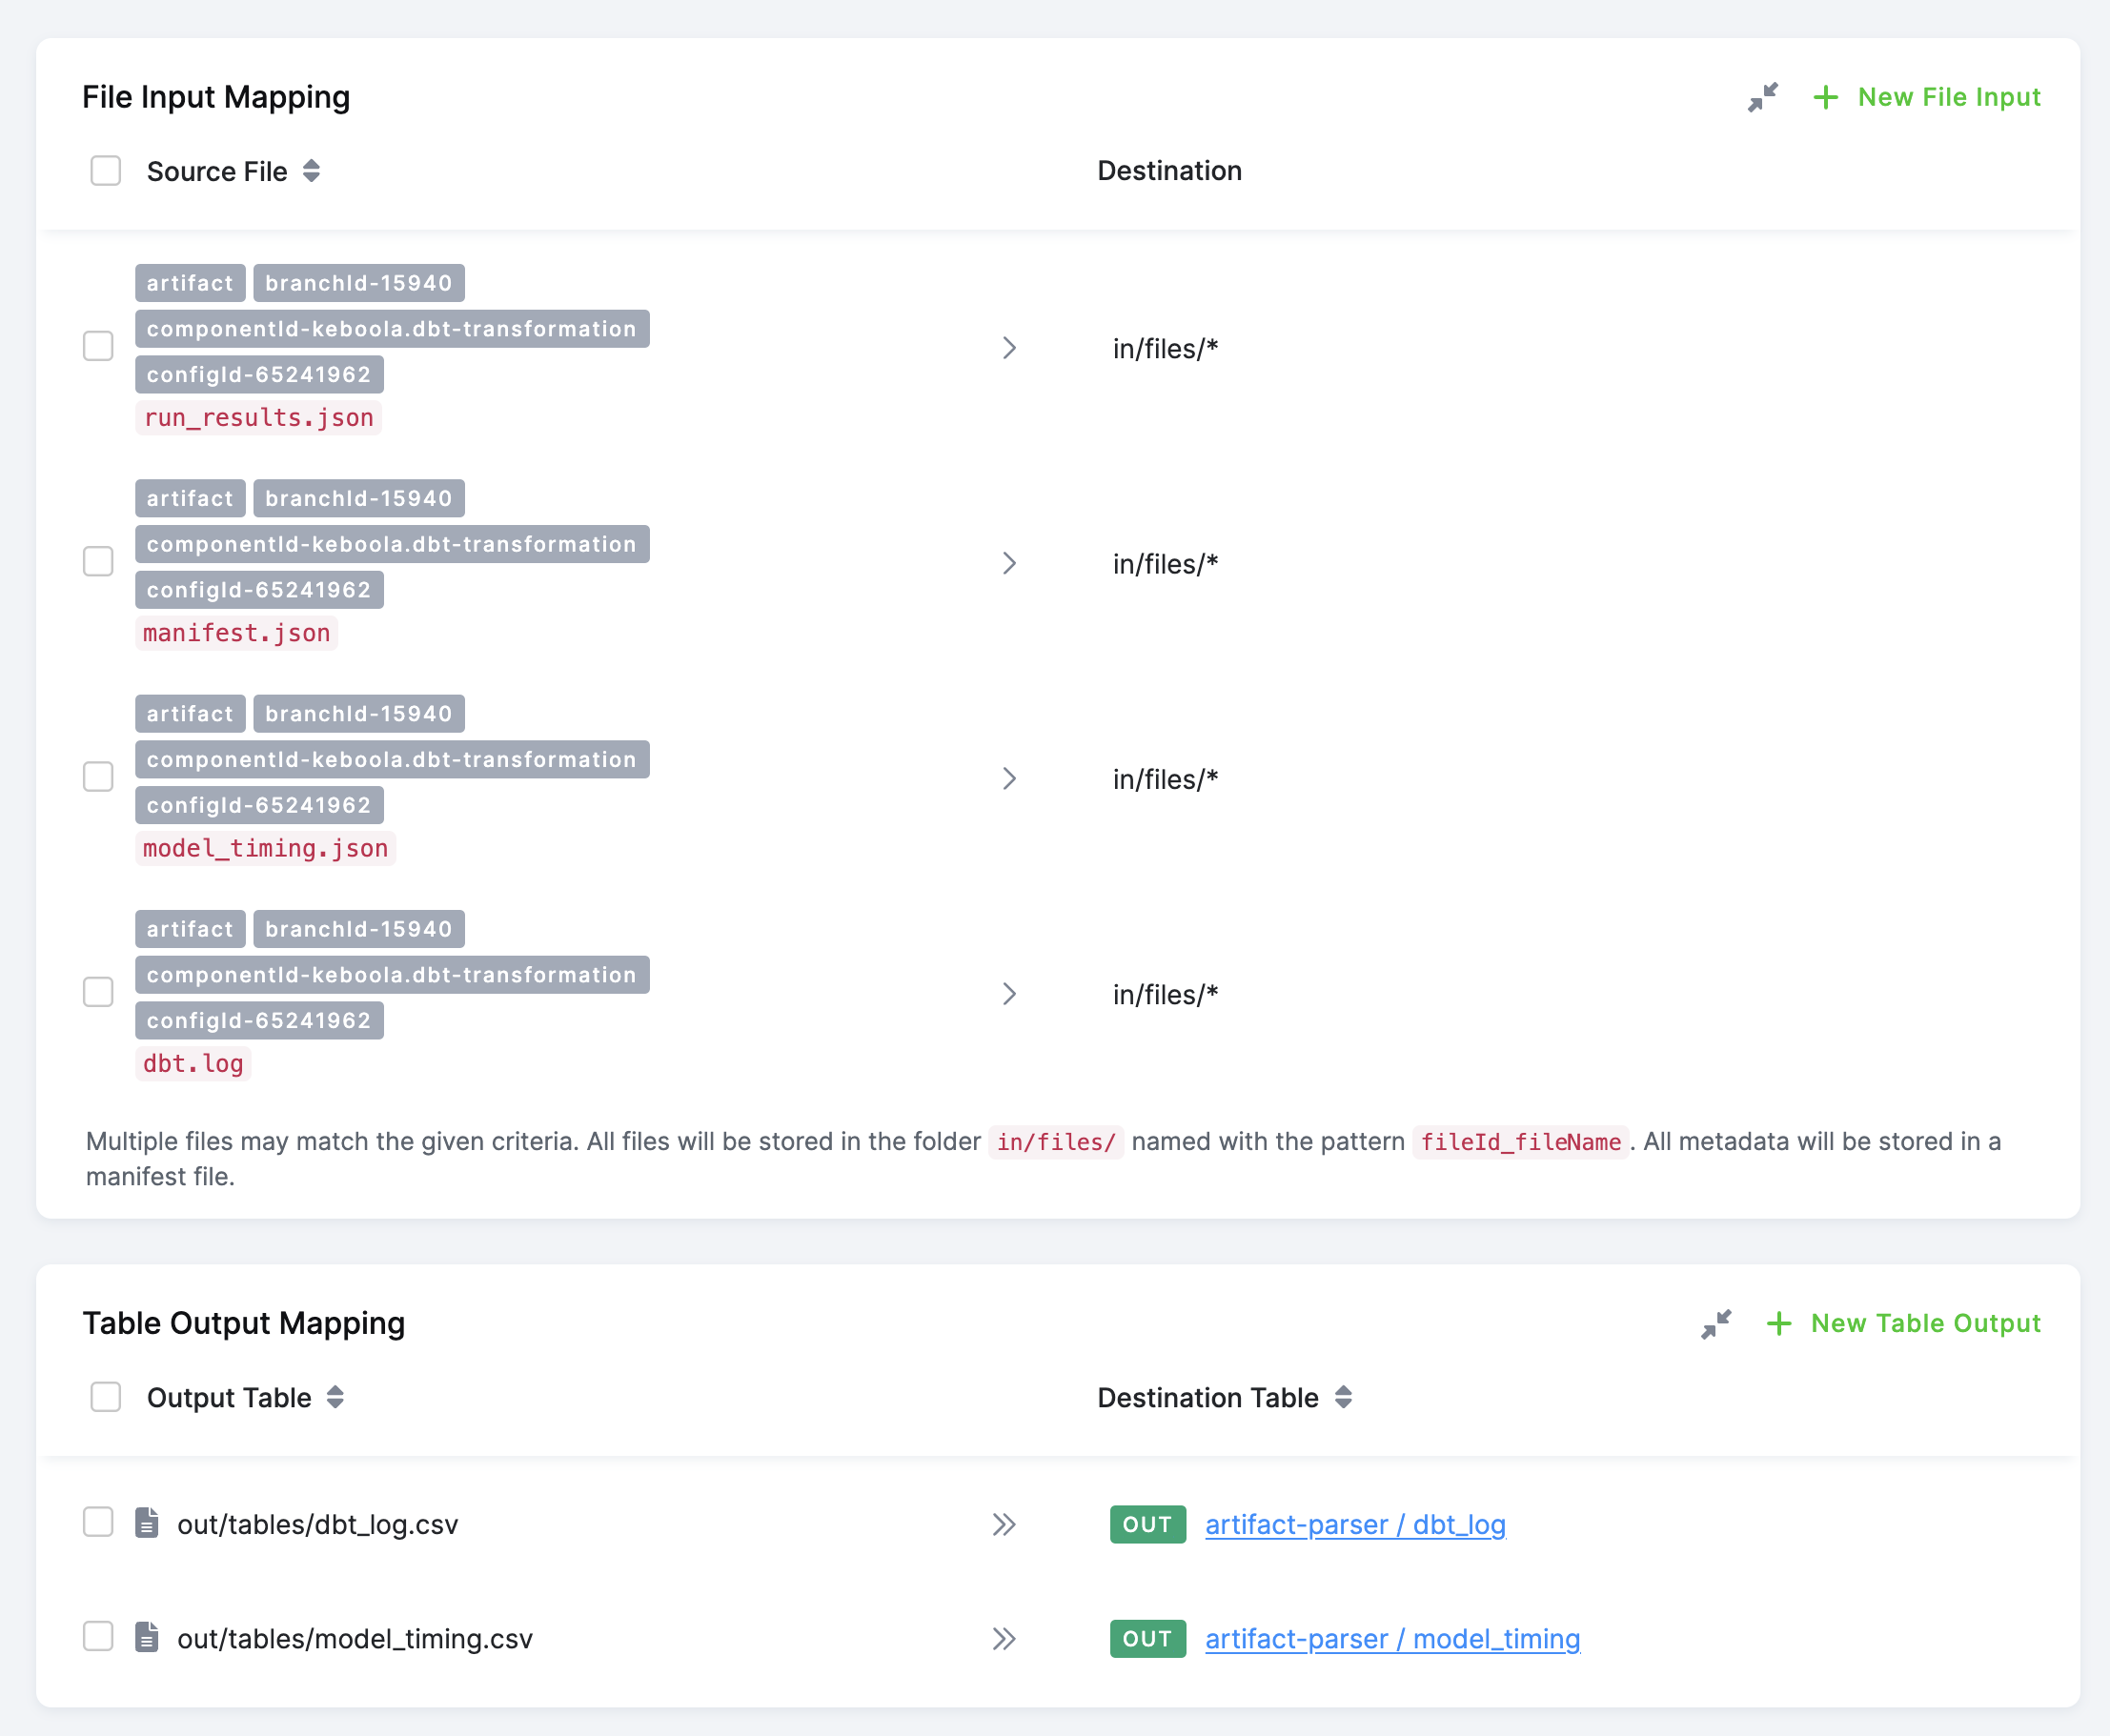 File Input Mapping
New File Input
Source File
Destination
artifact branchId-15940
componentId-keboola.dbt-transformation
configId-65241962
run_results.json
in/files/*
artifact branchId-15940
componentId-keboola.dbt-transformation
configId-65241962
manifest.json
in/files/*
artifact branchId-15940
componentId-keboola.dbt-transformation
configId-65241962
model_timing.json
in/files/*
artifact branchId-15940
componentId-keboola.dbt-transformation
configId-65241962
dbt.log
in/files/*
Multiple files may match the given criteria. All files will be stored in the folder in/files/ named with the pattern fileId_fileName. All metadata will be stored in a
manifest file.
Table Output Mapping
New Table Output
Output Table
Destination Table
out/tables/dbt_log.csv
OUT artifact-parser / dbt_log
out/tables/model_timing.csv
OUT artifact-parser / model_timing